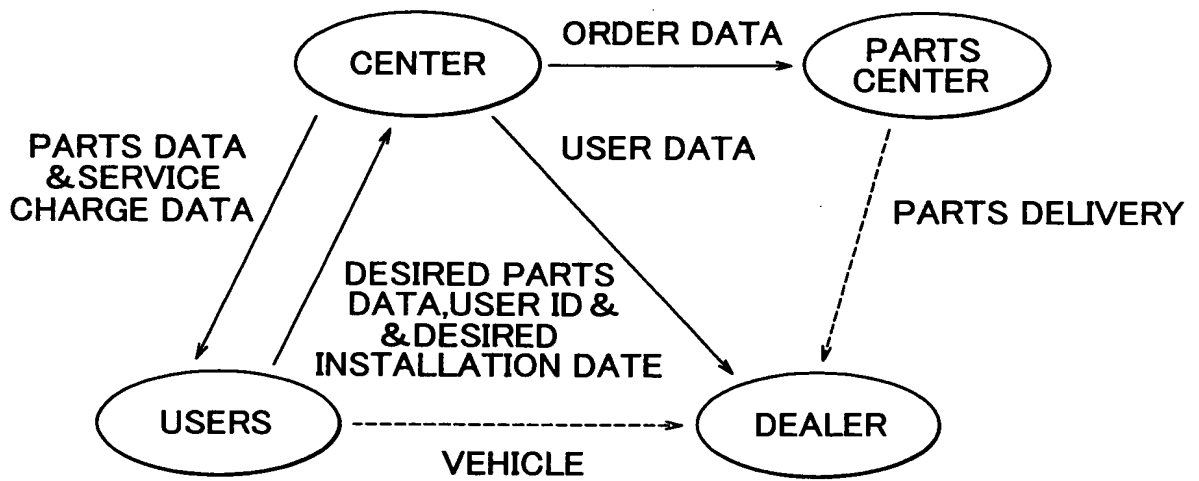 ORDER DATA
CENTER
PARTS
CENTER
PARTS DATA
&SERVICE
CHARGE DATA
USER DATA
PARTS DELIVERY
DESIRED PARTS
DATA,USER ID &
&DESIRED
INSTALLATION DATE
USERS
DEALER
VEHICLE